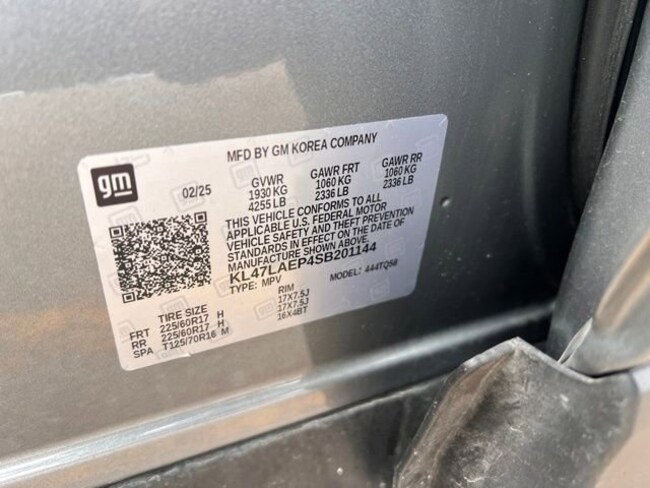 MFD BY GM KOREA COMPANY
gm
02/25 GVWR GAWR FRT GAWR RR
1930 KG 1060 KG 1060 KG
4255 LB 2336 LB 2336 LB
THIS VEHICLE CONFORMS TO ALL
APPLICABLE U.S. FEDERAL MOTOR
VEHICLE SAFETY AND THEFT PREVENTION
STANDARDS IN EFFECT ON THE DATE OF
MANUFACTURE SHOWN ABOVE.
KL47LAEP4SB201144
TYPE: MPV MODEL: 444TQ58
TIRE SIZE RIM
FRT 225/60R17 H 17X7.5J
RR 225/60R17 H 17X7.5J
SPA T125/70R16 M 16X4BT